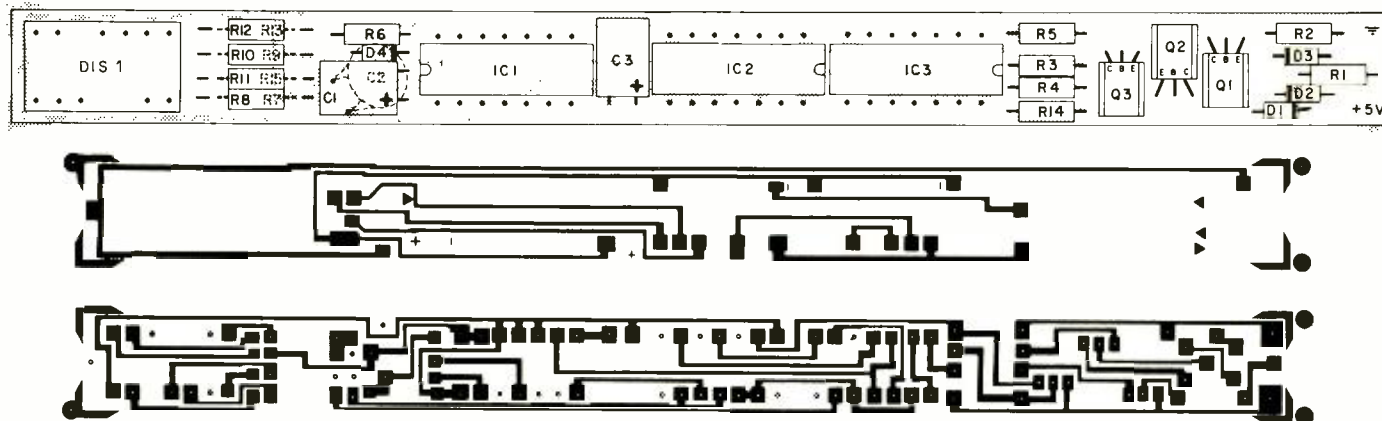 R12 R13 R6 R5 Q2 R2
DIS 1 R10 R9 D4 IC1 C3 IC2 IC3 R3 C B E E B C C B E D3 R1
R11 R15 C2 R4 Q3 Q1 D2
R8 R7 C1 + + R14 D1 +5V
+ +